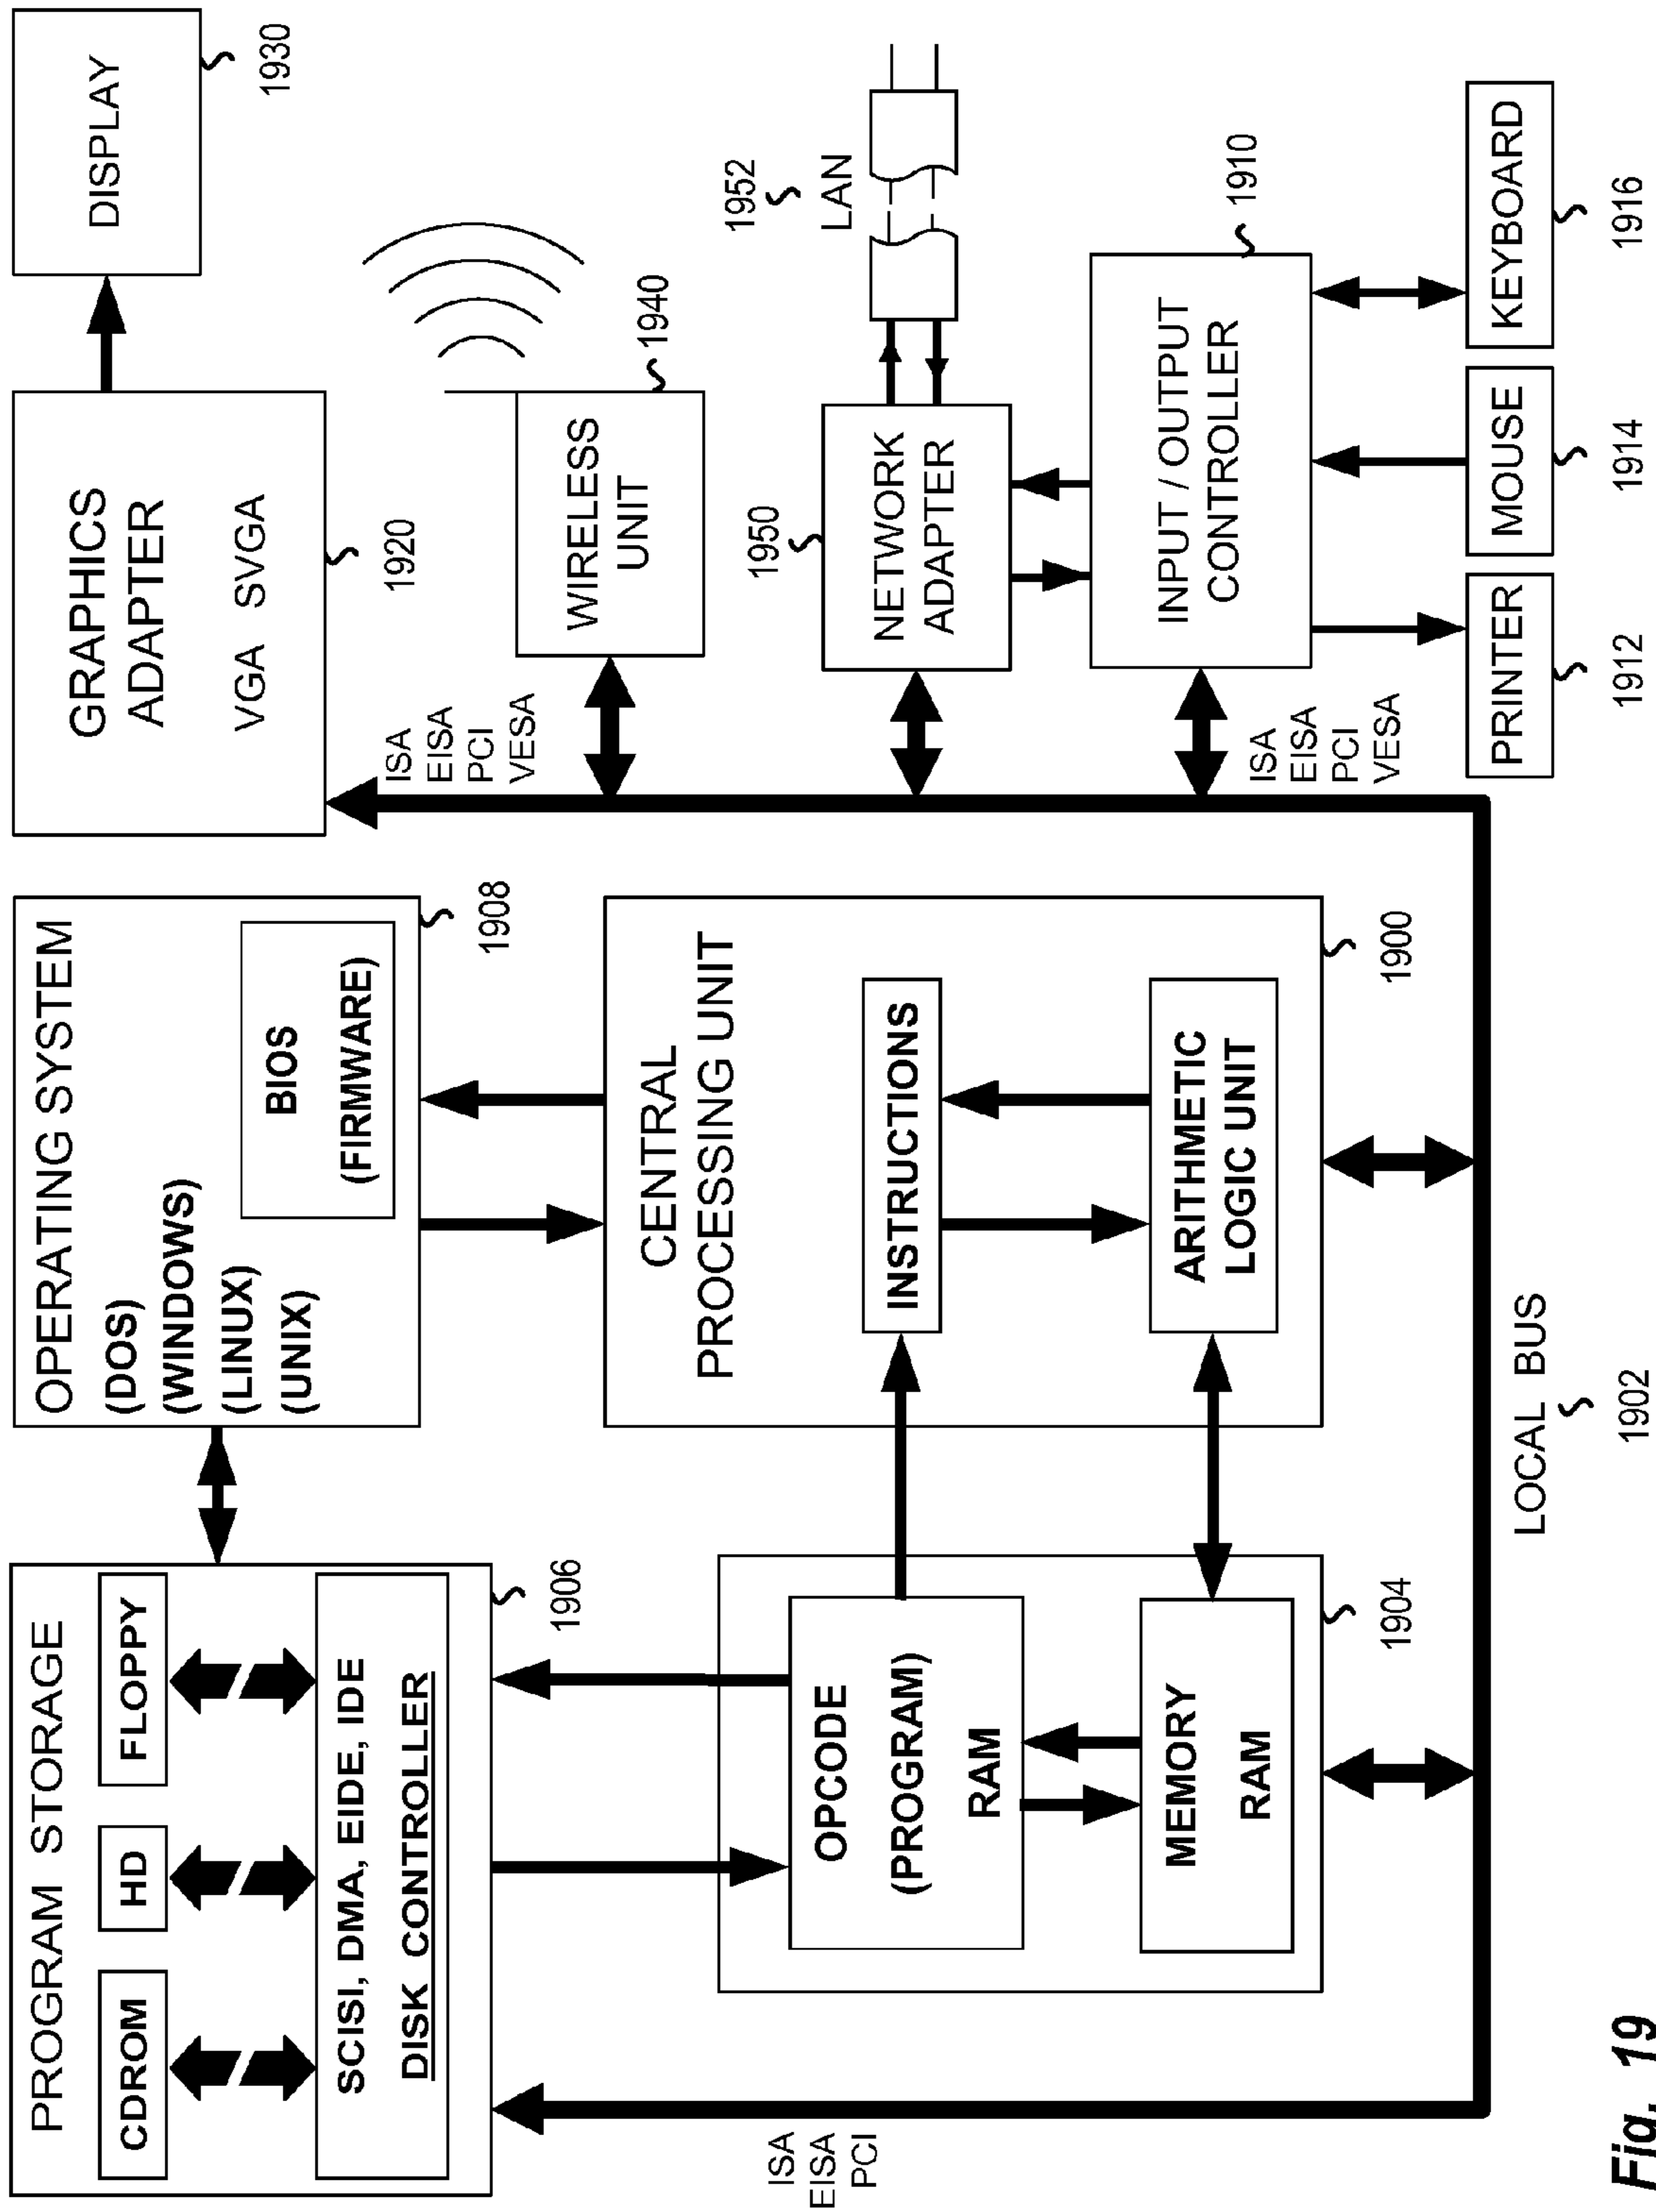 PROGRAM STORAGE
CDROM
HD
FLOPPY
SCISI, DMA, EIDE, IDE
DISK CONTROLLER
1906
OPERATING SYSTEM
(DOS)
(WINDOWS)
(LINUX)
(UNIX)
BIOS
(FIRMWARE)
1908
GRAPHICS
ADAPTER
VGA SVGA
1920
DISPLAY
1930
ISA
EISA
PCI
VESA
WIRELESS
UNIT
1940
ISA
EISA
PCI
OPCODE
(PROGRAM)
RAM
MEMORY
RAM
1904
CENTRAL
PROCESSING UNIT
INSTRUCTIONS
ARITHMETIC
LOGIC UNIT
1900
1950
NETWORK
ADAPTER
1952
LAN
INPUT / OUTPUT
CONTROLLER
1910
ISA
EISA
PCI
VESA
PRINTER
1912
MOUSE
1914
KEYBOARD
1916
LOCAL BUS
1902
Fig. 19